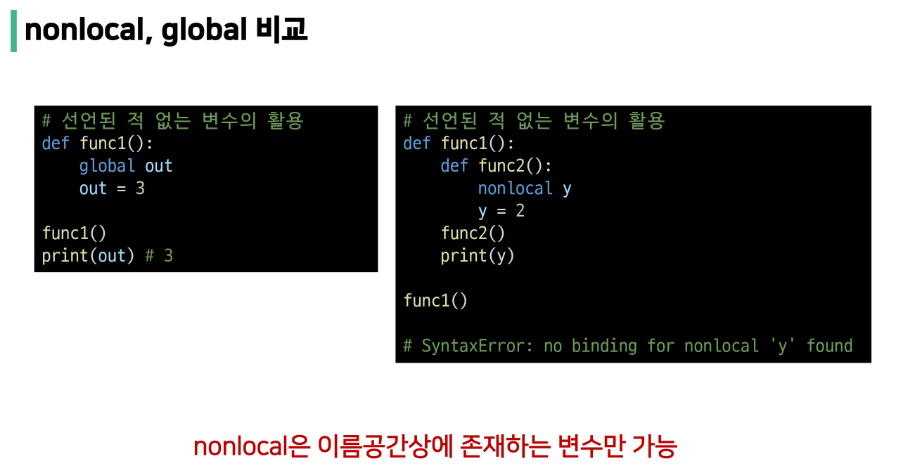 nonlocal, global 비교
# 선언된 적 없는 변수의 활용
def func1():
    global out
    out = 3

func1()
print(out) # 3
# 선언된 적 없는 변수의 활용
def func1():
    def func2():
        nonlocal y
        y = 2
    func2()
    print(y)

func1()

# SyntaxError: no binding for nonlocal 'y' found
nonlocal은 이름공간상에 존재하는 변수만 가능